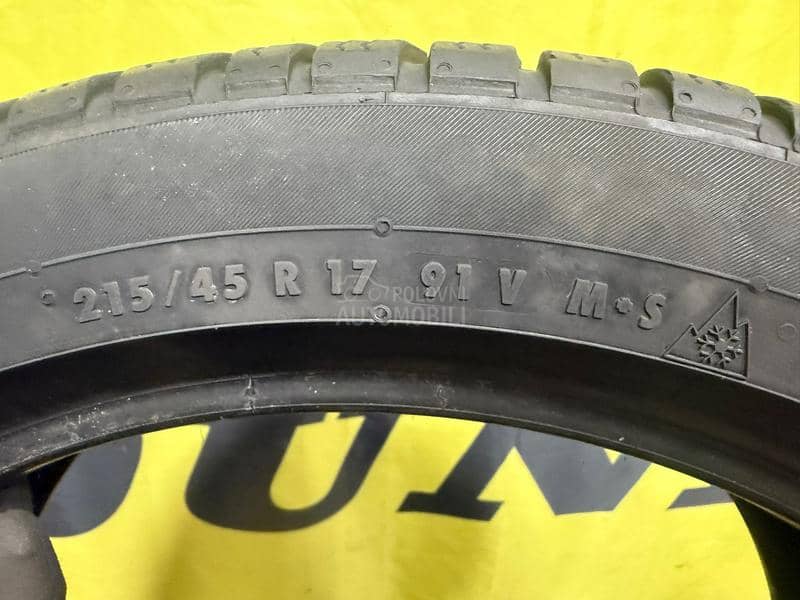 215/45 R 17 91 V M•S
POLOVNI
AUTOMOBILI